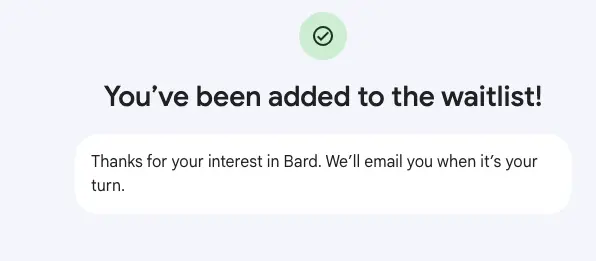 You’ve been added to the waitlist!
Thanks for your interest in Bard. We’ll email you when it’s your
turn.